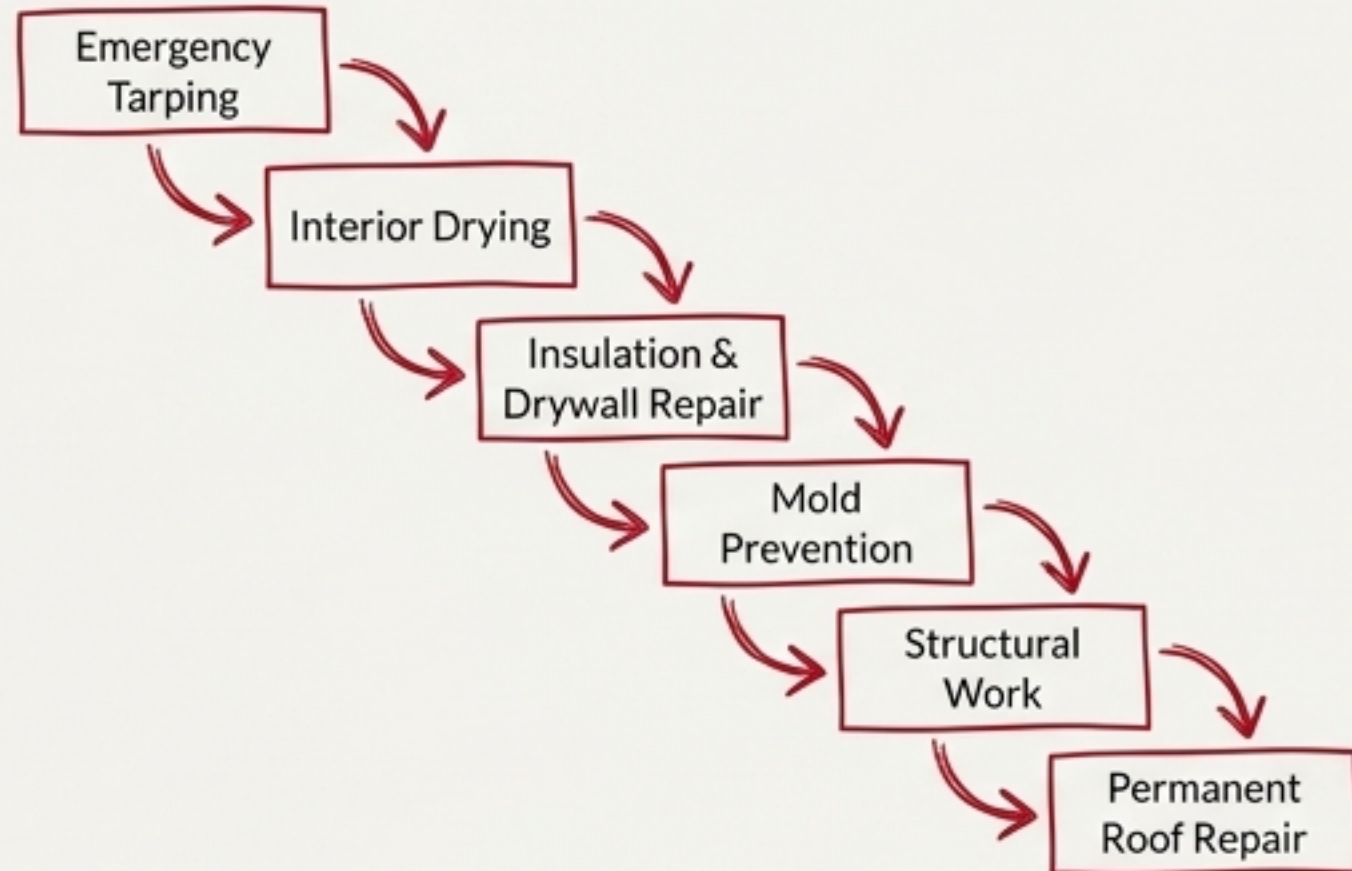 Emergency
Tarping
Interior Drying
Insulation &
Drywall Repair
Mold
Prevention
Structural
Work
Permanent
Roof Repair